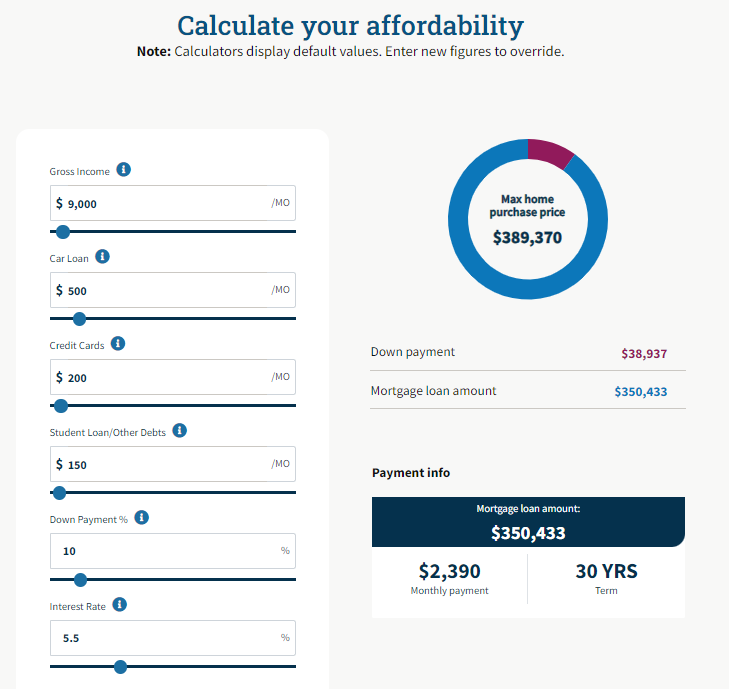 Calculate your affordability
Note: Calculators display default values. Enter new figures to override.
Gross Income
$ 9,000 /MO
Car Loan
$ 500 /MO
Credit Cards
$ 200 /MO
Student Loan/Other Debts
$ 150 /MO
Down Payment %
10 %
Interest Rate
5.5 %
Max home
purchase price
$389,370
Down payment $38,937
Mortgage loan amount $350,433
Payment info
Mortgage loan amount:
$350,433
$2,390 30 YRS
Monthly payment Term